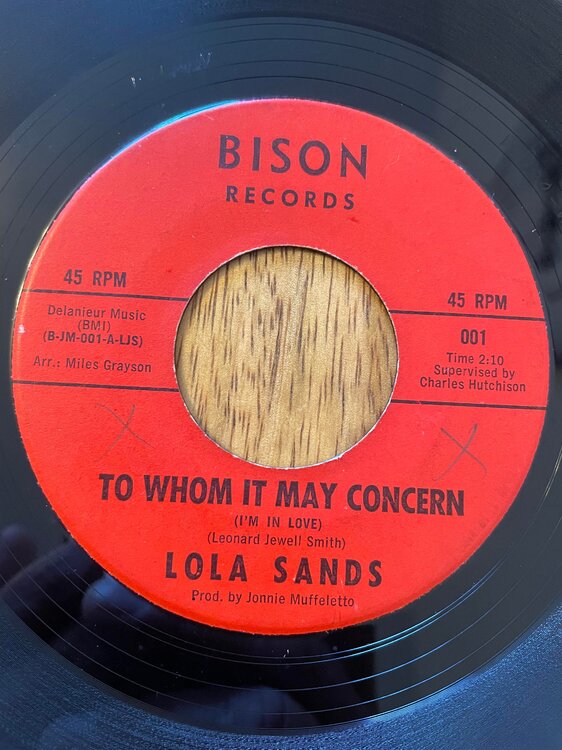 BISON
RECORDS
45 RPM
Delanieur Music
(BMI)
(B-JM-001-A-LJS)
Arr.: Miles Grayson
45 RPM
001
Time 2:10
Supervised by
Charles Hutchison
TO WHOM IT MAY CONCERN
(I'M IN LOVE)
(Leonard Jewell Smith)
LOLA SANDS
Prod. by Jonnie Muffeletto